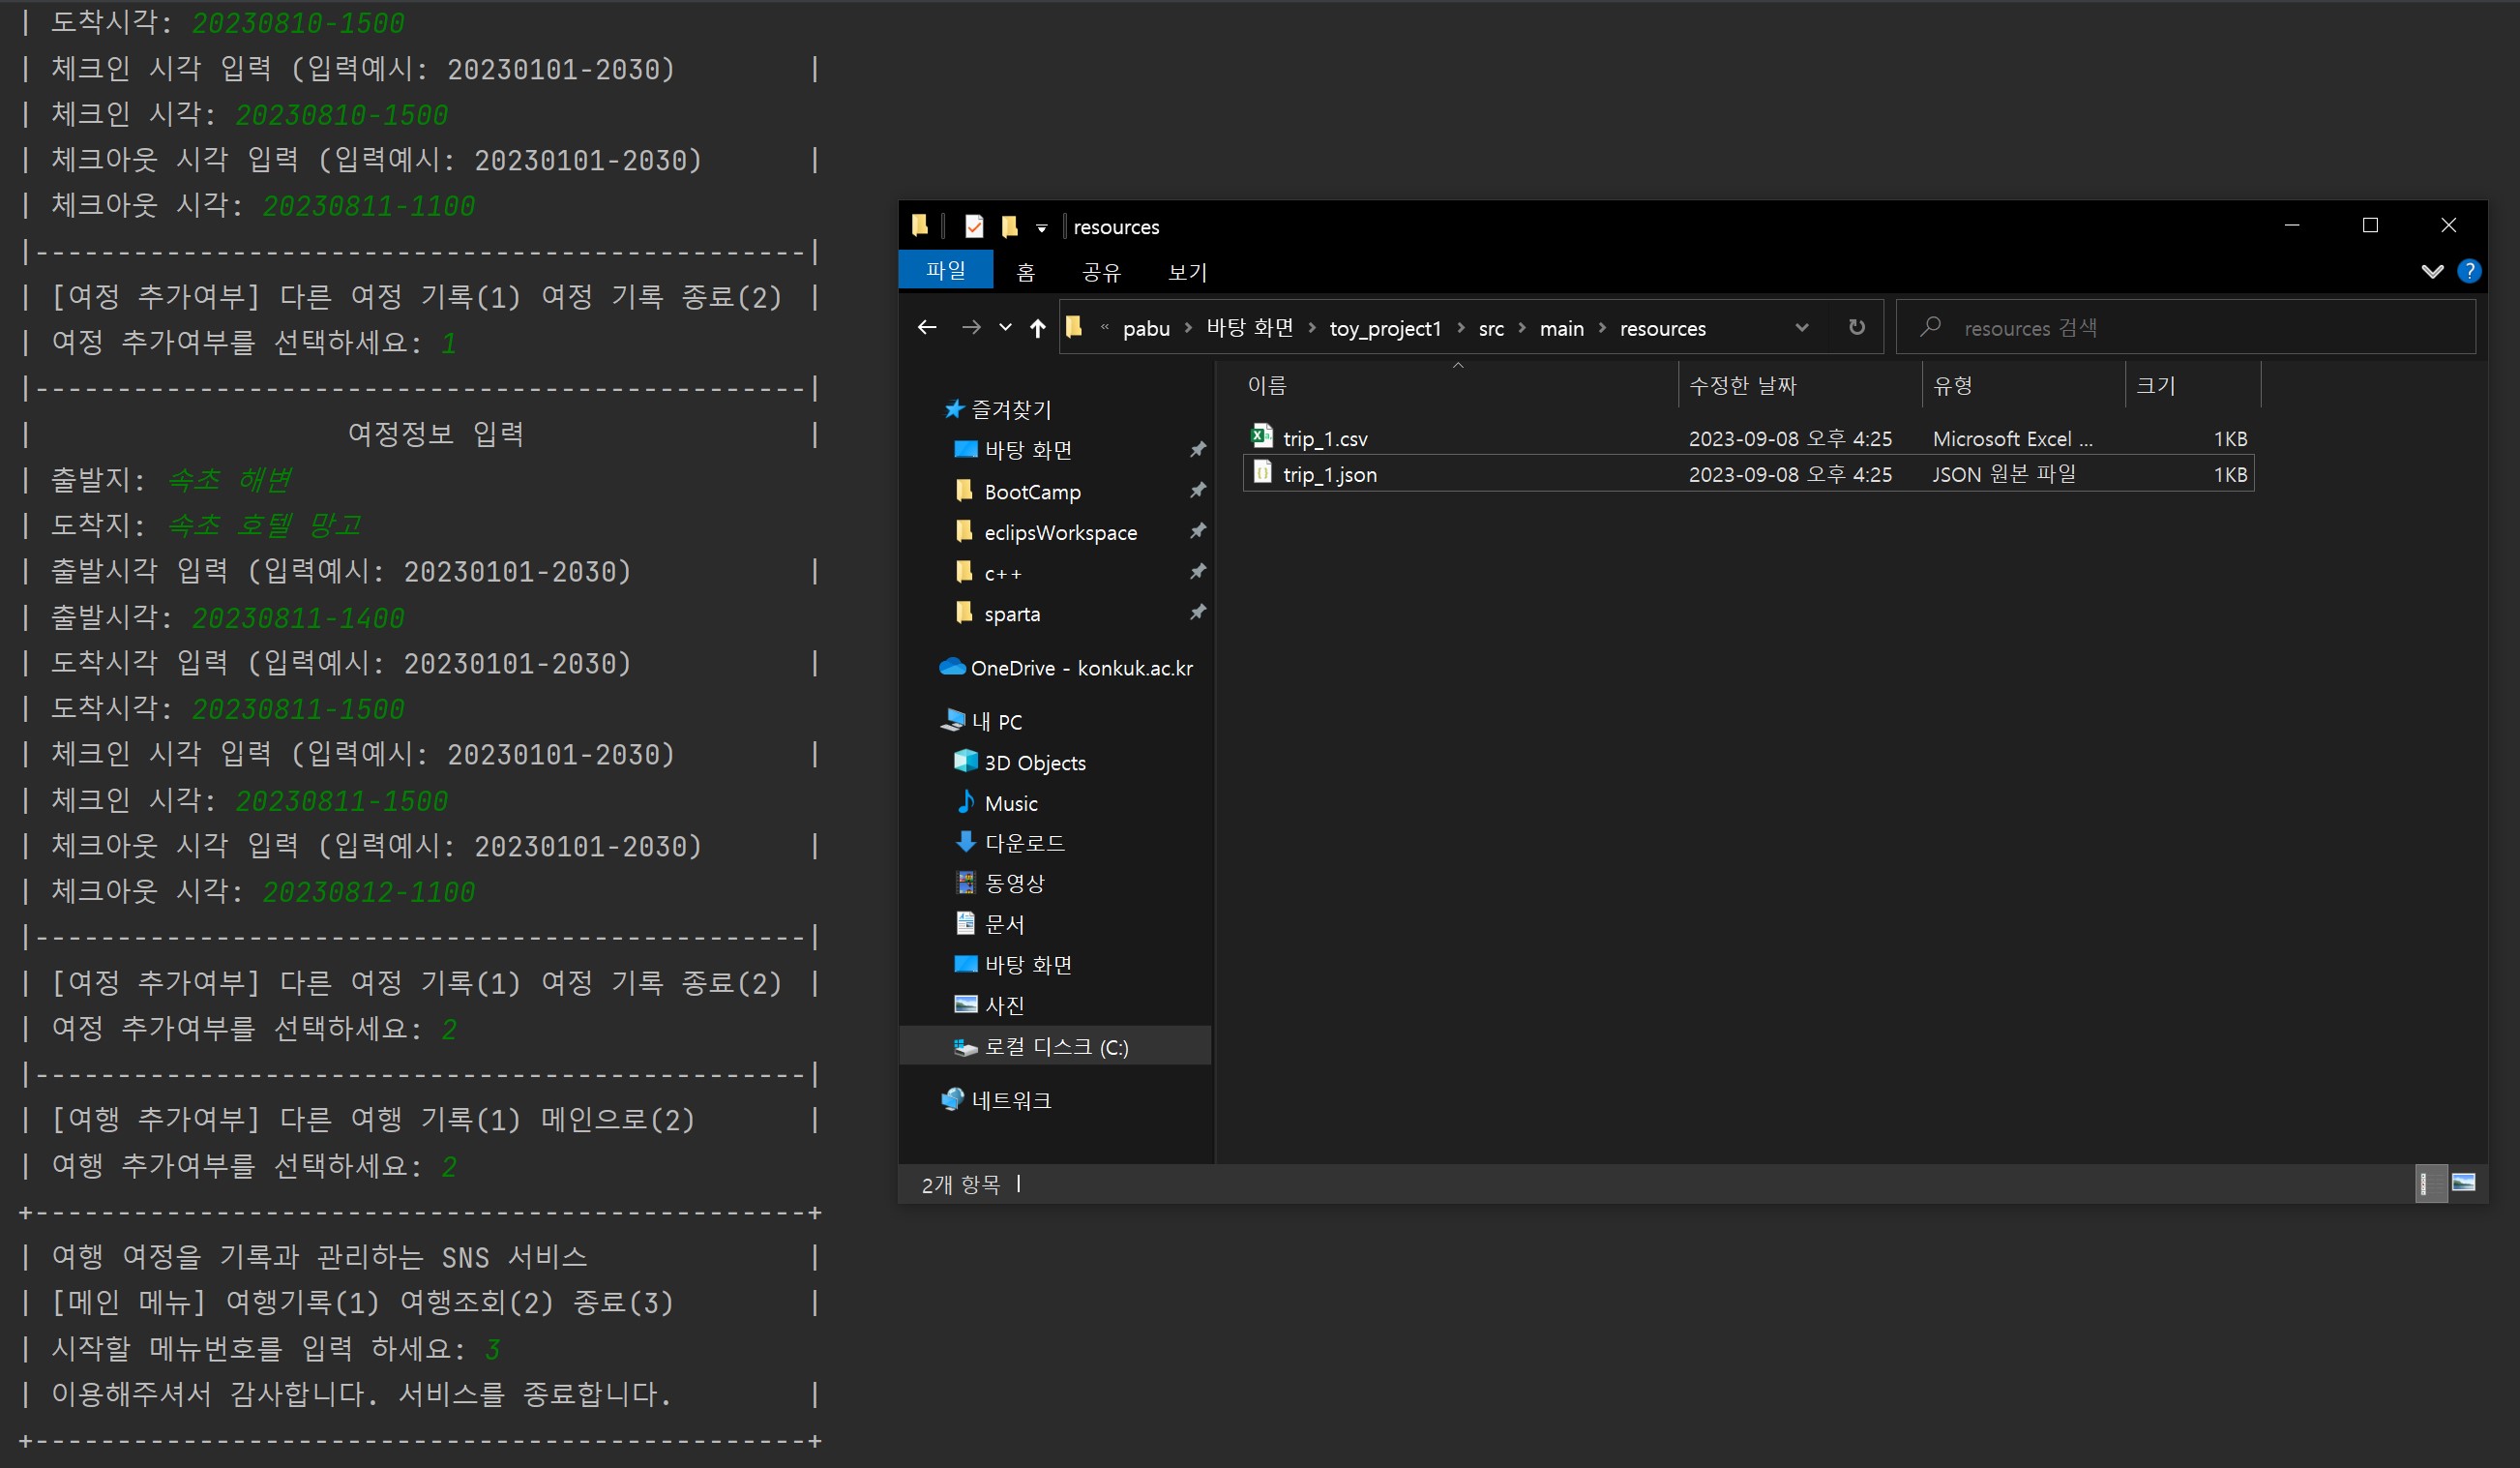 | 도착시각: 20230810-1500
| 체크인 시각 입력 (입력예시: 20230101-2030) |
| 체크인 시각: 20230810-1500
| 체크아웃 시각 입력 (입력예시: 20230101-2030) |
| 체크아웃 시각: 20230811-1100
|-----------------------------------------------|
| [여정 추가여부] 다른 여정 기록(1) 여정 기록 종료(2) |
| 여정 추가여부를 선택하세요: 1
|-----------------------------------------------|
| 여정정보 입력 |
| 출발지: 속초 해변
| 도착지: 속초 호텔 망고
| 출발시각 입력 (입력예시: 20230101-2030) |
| 출발시각: 20230811-1400
| 도착시각 입력 (입력예시: 20230101-2030) |
| 도착시각: 20230811-1500
| 체크인 시각 입력 (입력예시: 20230101-2030) |
| 체크인 시각: 20230811-1500
| 체크아웃 시각 입력 (입력예시: 20230101-2030) |
| 체크아웃 시각: 20230812-1100
|-----------------------------------------------|
| [여정 추가여부] 다른 여정 기록(1) 여정 기록 종료(2) |
| 여정 추가여부를 선택하세요: 2
|-----------------------------------------------|
| [여행 추가여부] 다른 여행 기록(1) 메인으로(2) |
| 여행 추가여부를 선택하세요: 2
+-----------------------------------------------+
| 여행 여정을 기록과 관리하는 SNS 서비스 |
| [메인 메뉴] 여행기록(1) 여행조회(2) 종료(3) |
| 시작할 메뉴번호를 입력 하세요: 3
| 이용해주셔서 감사합니다. 서비스를 종료합니다. |
+-----------------------------------------------+
resources
파일 홈 공유 보기
« pabu > 바탕 화면 > toy_project1 > src > main > resources
resources 검색
이름 수정한 날짜 유형 크기
trip_1.csv 2023-09-08 오후 4:25 Microsoft Excel ... 1KB
trip_1.json 2023-09-08 오후 4:25 JSON 원본 파일 1KB
즐겨찾기
바탕 화면
BootCamp
eclipsWorkspace
c++
sparta
OneDrive - konkuk.ac.kr
내 PC
3D Objects
Music
다운로드
동영상
문서
바탕 화면
사진
로컬 디스크 (C:)
네트워크
2개 항목